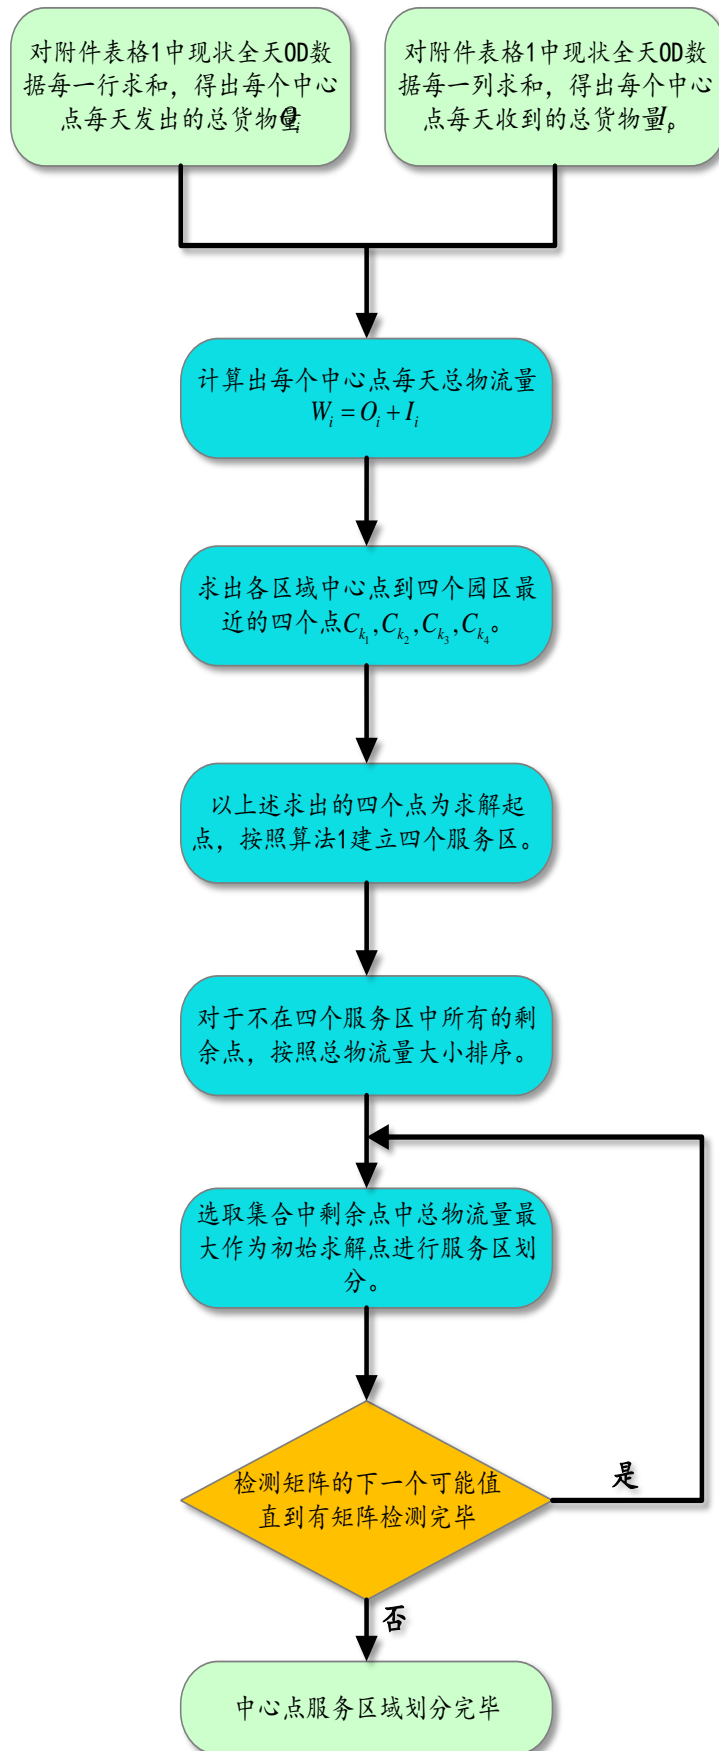 对附件表格1中现状全天OD数
据每一行求和，得出每个中心
点每天发出的总货物量O_i
对附件表格1中现状全天OD数
据每一列求和，得出每个中心
点每天收到的总货物量I_i。
计算出每个中心点每天总物流量
W_i = O_i + I_i
求出各区域中心点到四个园区最
近的四个点C_{k_1}, C_{k_2}, C_{k_3}, C_{k_4}。
以上述求出的四个点为求解起
点，按照算法1建立四个服务区。
对于不在四个服务区中所有的剩
余点，按照总物流量大小排序。
选取集合中剩余点中总物流量最
大作为初始求解点进行服务区划
分。
检测矩阵的下一个可能值
直到有矩阵检测完毕
是
否
中心点服务区域划分完毕